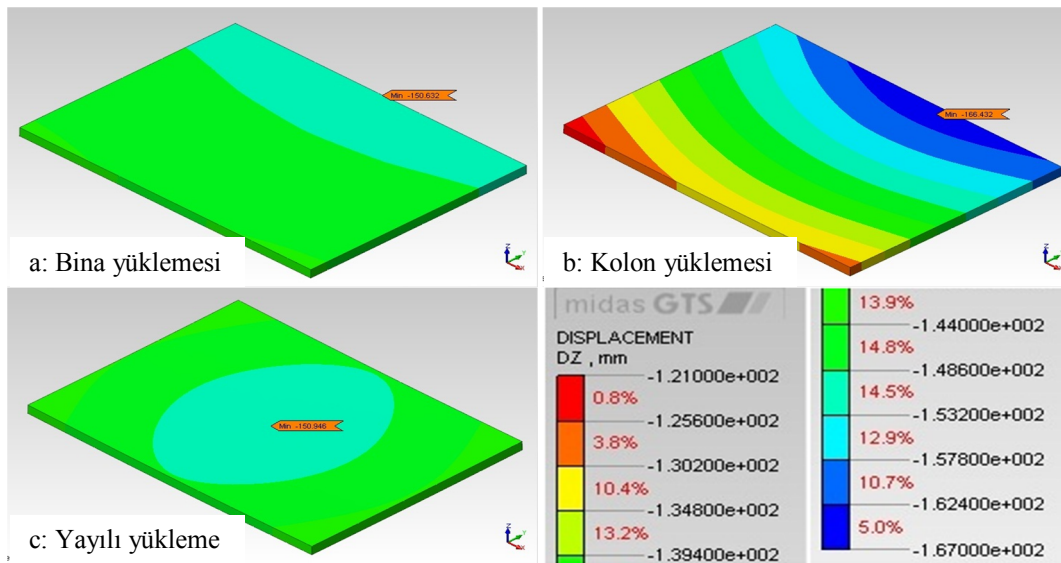 Min -150.632
Z
Y
X
a: Bina yüklemesi
Min -166.432
Z
Y
X
b: Kolon yüklemesi
Min -150.946
Z
Y
X
c: Yayılı yükleme
midas GTS
DISPLACEMENT
DZ , mm
-1.21000e+002
0.8%
-1.25600e+002
3.8%
-1.30200e+002
10.4%
-1.34800e+002
13.2%
-1.39400e+002
13.9%
-1.44000e+002
14.8%
-1.48600e+002
14.5%
-1.53200e+002
12.9%
-1.57800e+002
10.7%
-1.62400e+002
5.0%
-1.67000e+002